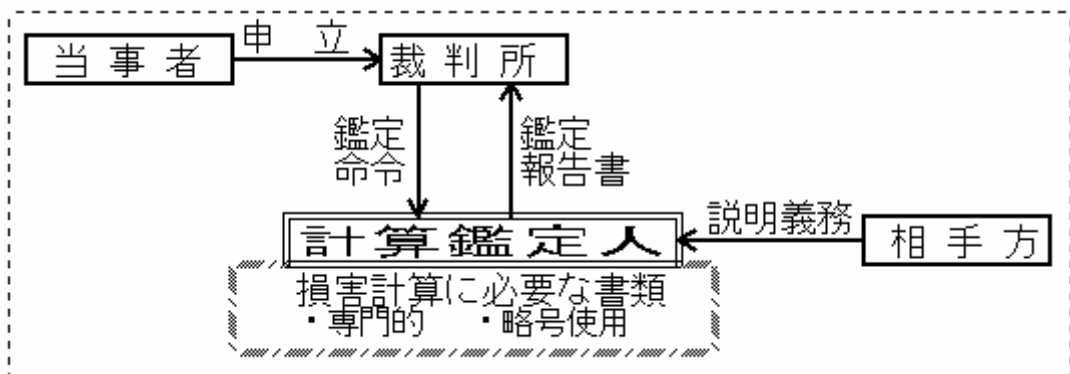 申 立
当 事 者
裁 判 所
鑑定
命令
鑑定
報告書
説明義務
計 算 鑑 定 人
相 手 方
損害計算に必要な書類
・専門的 ・略号使用